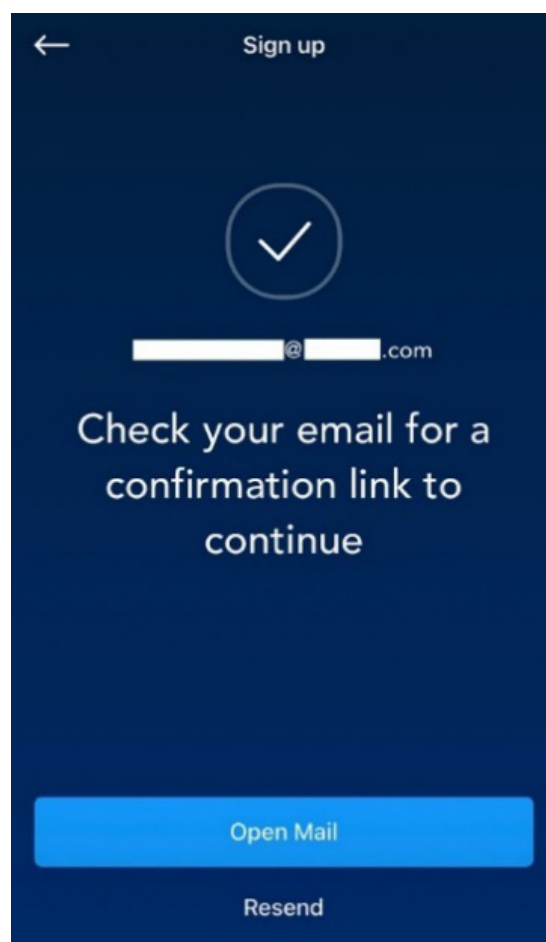 Sign up
@ .com
Check your email for a
confirmation link to
continue
Open Mail
Resend